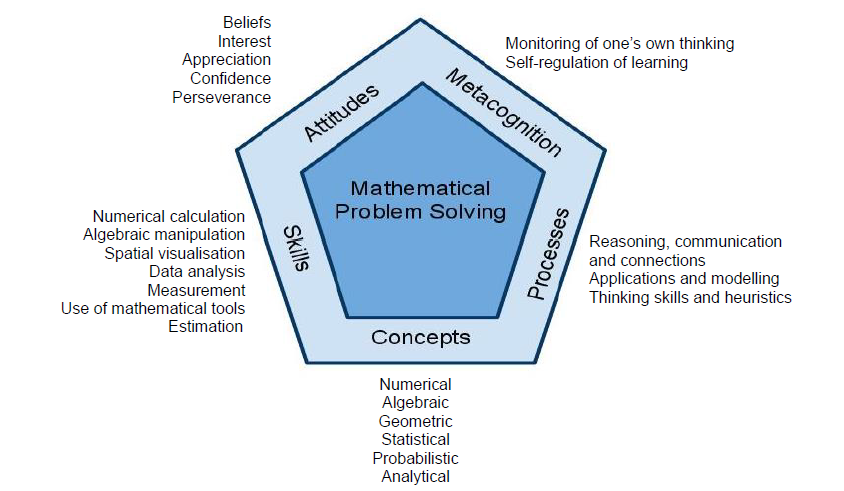 Beliefs
Interest
Appreciation
Confidence
Perseverance
Attitudes
Metacognition
Monitoring of one's own thinking
Self-regulation of learning
Mathematical
Problem Solving
Numerical calculation
Algebraic manipulation
Spatial visualisation
Data analysis
Measurement
Use of mathematical tools
Estimation
Skills
Processes
Reasoning, communication
and connections
Applications and modelling
Thinking skills and heuristics
Concepts
Numerical
Algebraic
Geometric
Statistical
Probabilistic
Analytical